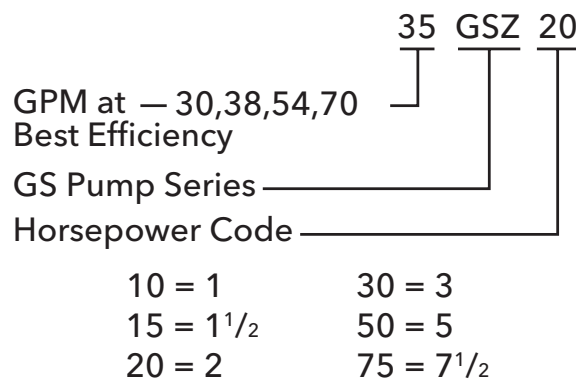 35 GSZ 20
GPM at — 30,38,54,70
Best Efficiency
GS Pump Series
Horsepower Code
10 = 1 30 = 3
15 = 1 1/2 50 = 5
20 = 2 75 = 7 1/2